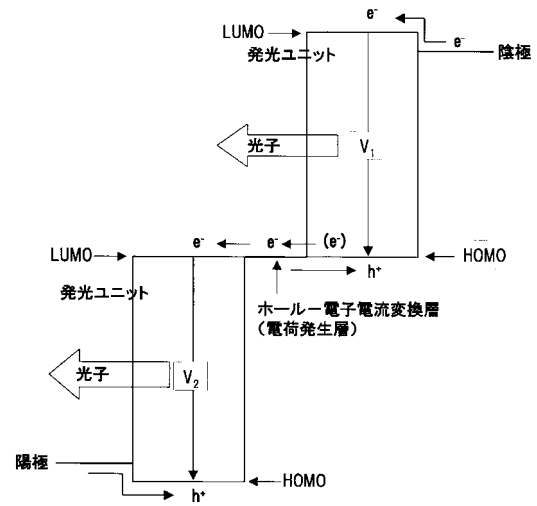 e⁻
LUMO
e⁻
陰極
発光ユニット
光子
V₁
e⁻
e⁻
(e⁻)
LUMO
HOMO
h⁺
発光ユニット
ホールー電子電流変換層
(電荷発生層)
光子
V₂
陽極
HOMO
h⁺